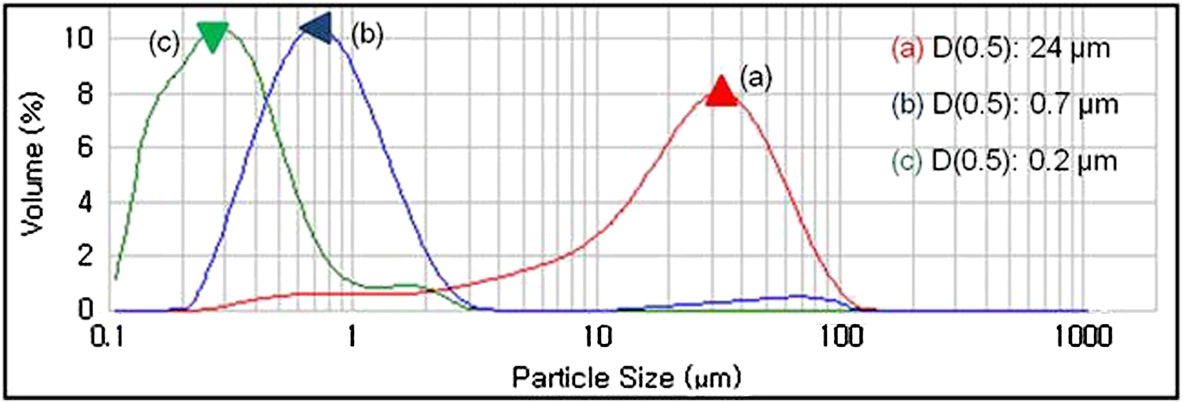 (c)
(b)
(a)
(a) D(0.5): 24 μm
(b) D(0.5): 0.7 μm
(c) D(0.5): 0.2 μm
Volume (%)
10
8
6
4
2
0
0.1 1 10 100 1000
Particle Size (μm)